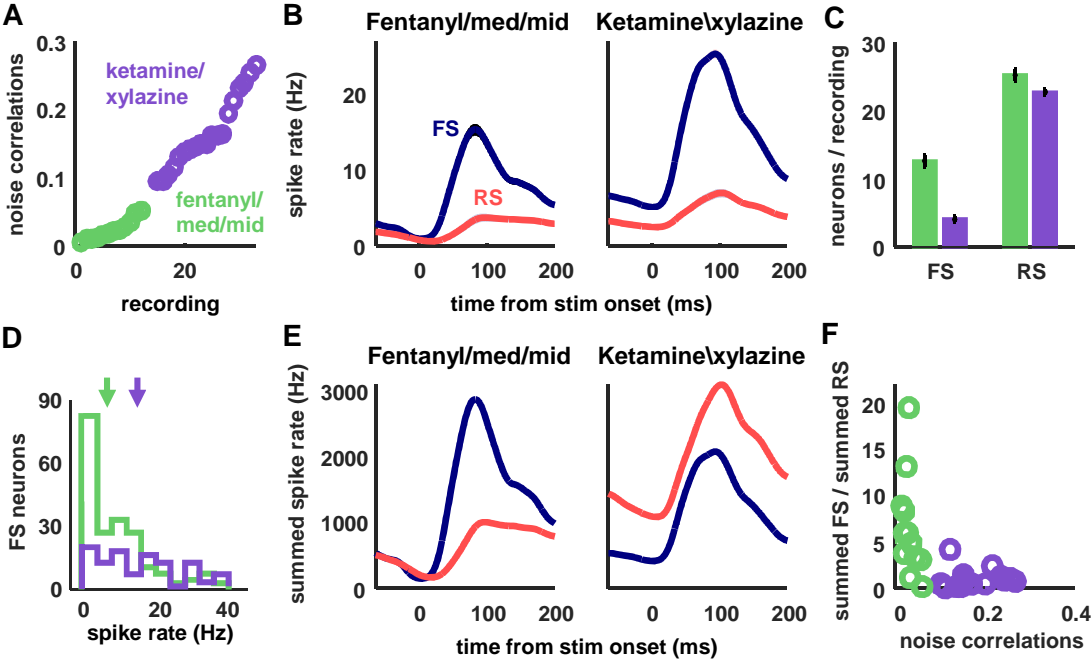 A
noise correlations
0.3
0.2
0.1
0
0
20
recording
ketamine/
xylazine
fentanyl/
med/mid
B
Fentanyl/med/mid
Ketamine\xylazine
spike rate (Hz)
20
10
0
FS
RS
0
100
200
0
100
200
time from stim onset (ms)
C
neurons / recording
30
20
10
0
FS
RS
D
FS neurons
90
60
30
0
0
20
40
spike rate (Hz)
E
Fentanyl/med/mid
Ketamine\xylazine
summed spike rate (Hz)
3000
2000
1000
0
0
100
200
0
100
200
time from stim onset (ms)
F
summed FS / summed RS
20
15
10
5
0
0
0.2
0.4
noise correlations